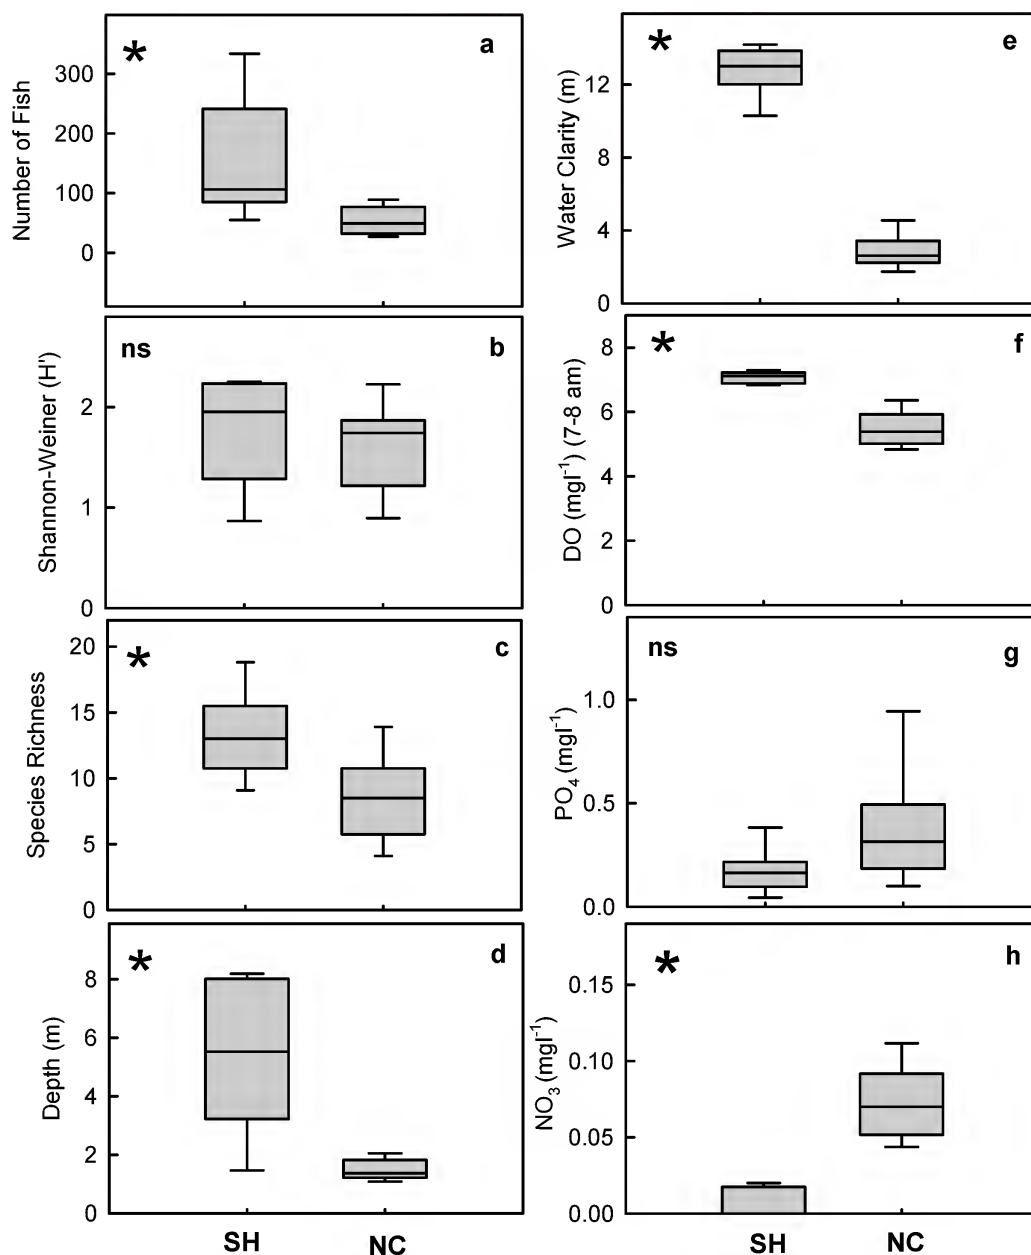 *
a
Number of Fish
300
200
100
0
ns
b
Shannon-Weiner (H')
2
1
0
*
c
Species Richness
20
15
10
5
0
*
d
Depth (m)
8
6
4
2
0
SH
NC
*
e
Water Clarity (m)
12
8
4
0
*
f
DO (mgl⁻¹) (7-8 am)
8
6
4
2
0
ns
g
PO₄ (mgl⁻¹)
1.0
0.5
0.0
*
h
NO₃ (mgl⁻¹)
0.15
0.10
0.05
0.00
SH
NC